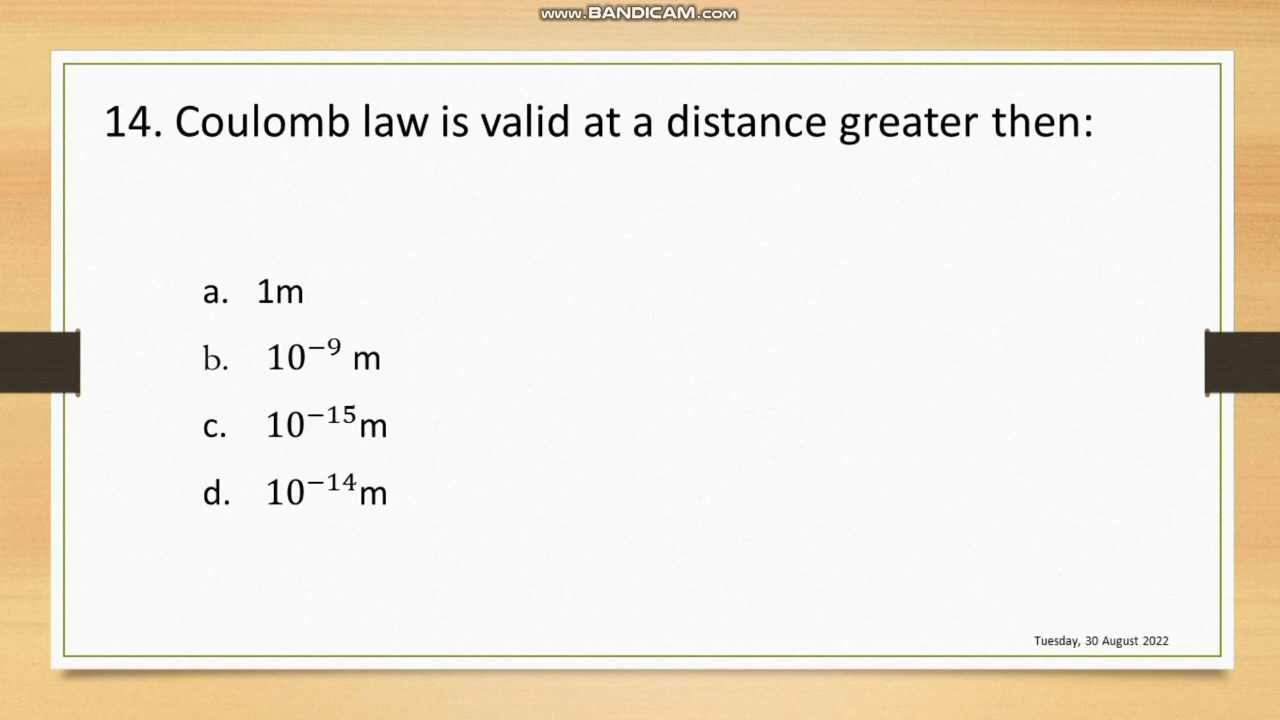 www.BANDICAM.com
14. Coulomb law is valid at a distance greater then:
a. 1m
b. 10⁻⁹ m
c. 10⁻¹⁵m
d. 10⁻¹⁴m
Tuesday, 30 August 2022